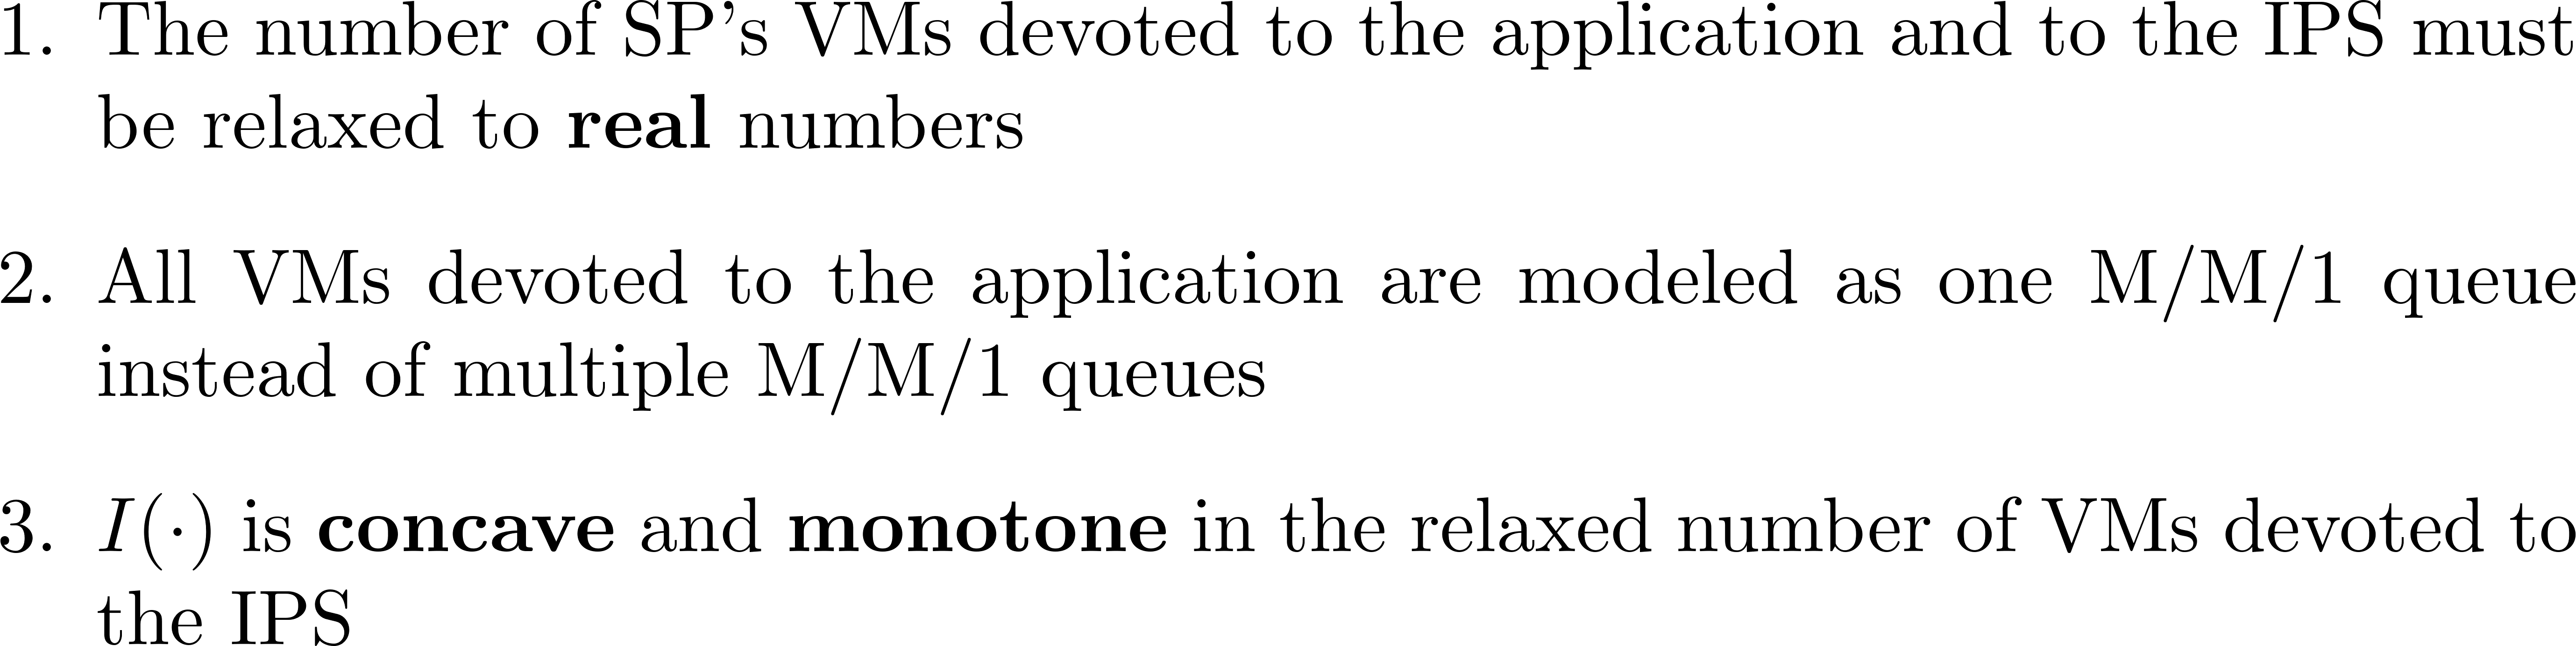 1. The number of SP's VMs devoted to the application and to the IPS must
be relaxed to real numbers
2. All VMs devoted to the application are modeled as one M/M/1 queue
instead of multiple M/M/1 queues
3. I(·) is concave and monotone in the relaxed number of VMs devoted to
the IPS